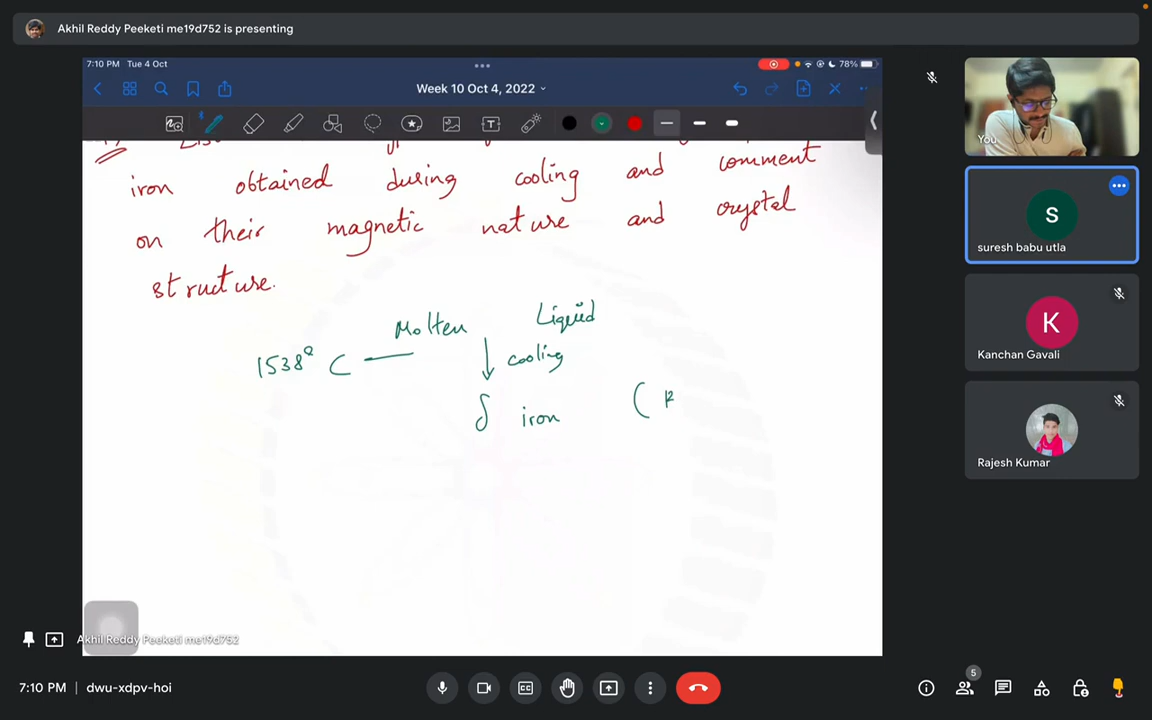 Akhil Reddy Peeketi me19d752 is presenting
7:10 PM Tue 4 Oct
78%
Week 10 Oct 4, 2022
iron obtained during cooling and comment
on their magnetic nature and crystal
structure.
Molten Liquid
1538° C
cooling
δ iron (
You
S
suresh babu utla
K
Kanchan Gavali
Rajesh Kumar
Akhil Reddy Peeketi me19d752
7:10 PM | dwu-xdpv-hoi
5